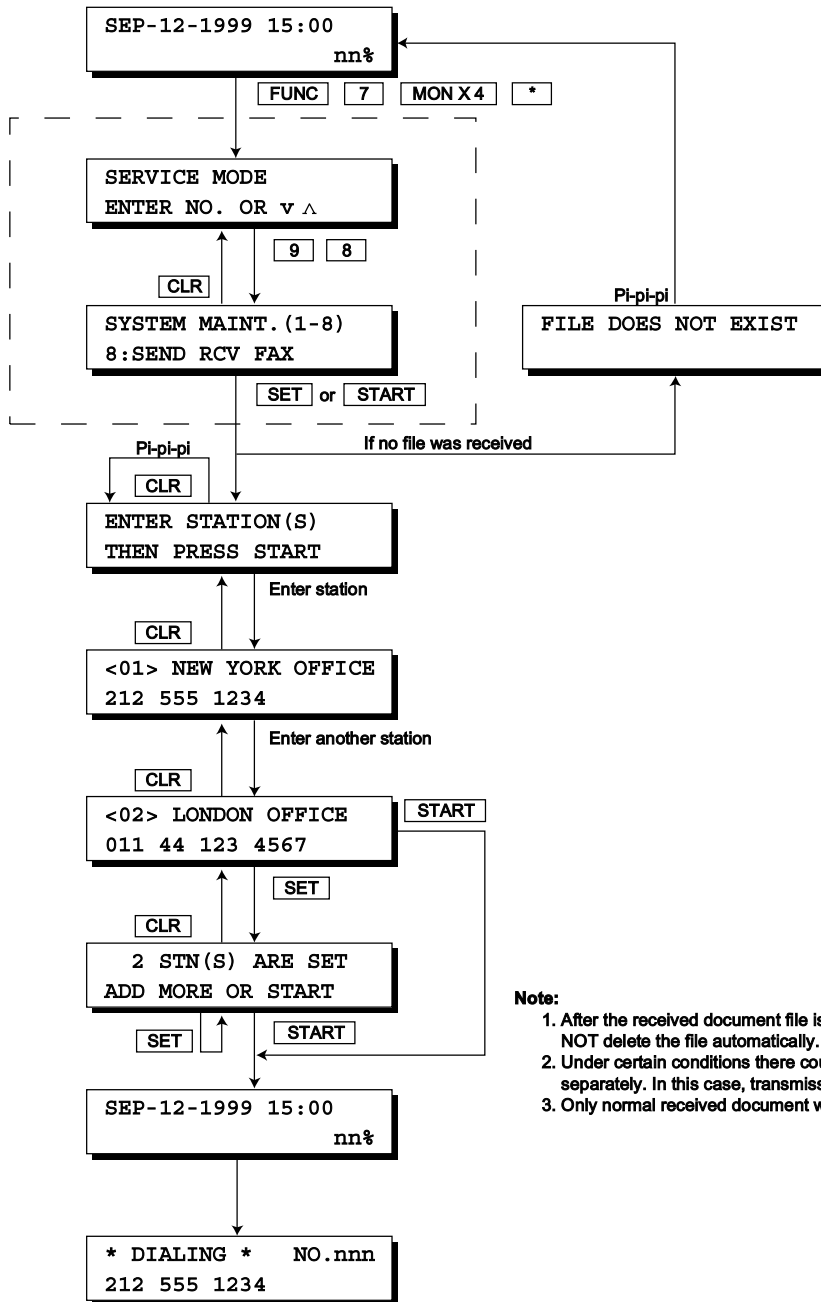 SEP-12-1999 15:00
nn%
FUNC 7 MON X 4 *
SERVICE MODE
ENTER NO. OR v ∧
9 8
CLR
SYSTEM MAINT.(1-8)
8:SEND RCV FAX
SET or START
Pi-pi-pi
FILE DOES NOT EXIST
If no file was received
Pi-pi-pi
CLR
ENTER STATION(S)
THEN PRESS START
Enter station
CLR
<01> NEW YORK OFFICE
212 555 1234
Enter another station
CLR
<02> LONDON OFFICE
011 44 123 4567
START
SET
CLR
2 STN(S) ARE SET
ADD MORE OR START
SET
START
SEP-12-1999 15:00
nn%
* DIALING * NO.nnn
212 555 1234
Note:
1. After the received document file is
NOT delete the file automatically.
2. Under certain conditions there
separately. In this case,
3. Only normal received document